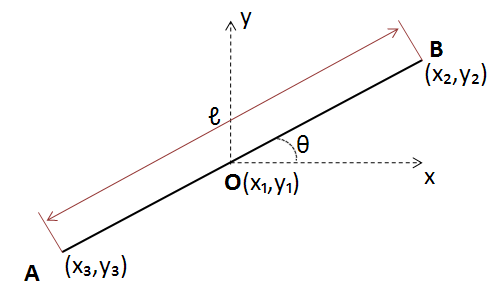 y
B
(x₂,y₂)
ℓ
θ
O(x₁,y₁)
x
A (x₃,y₃)